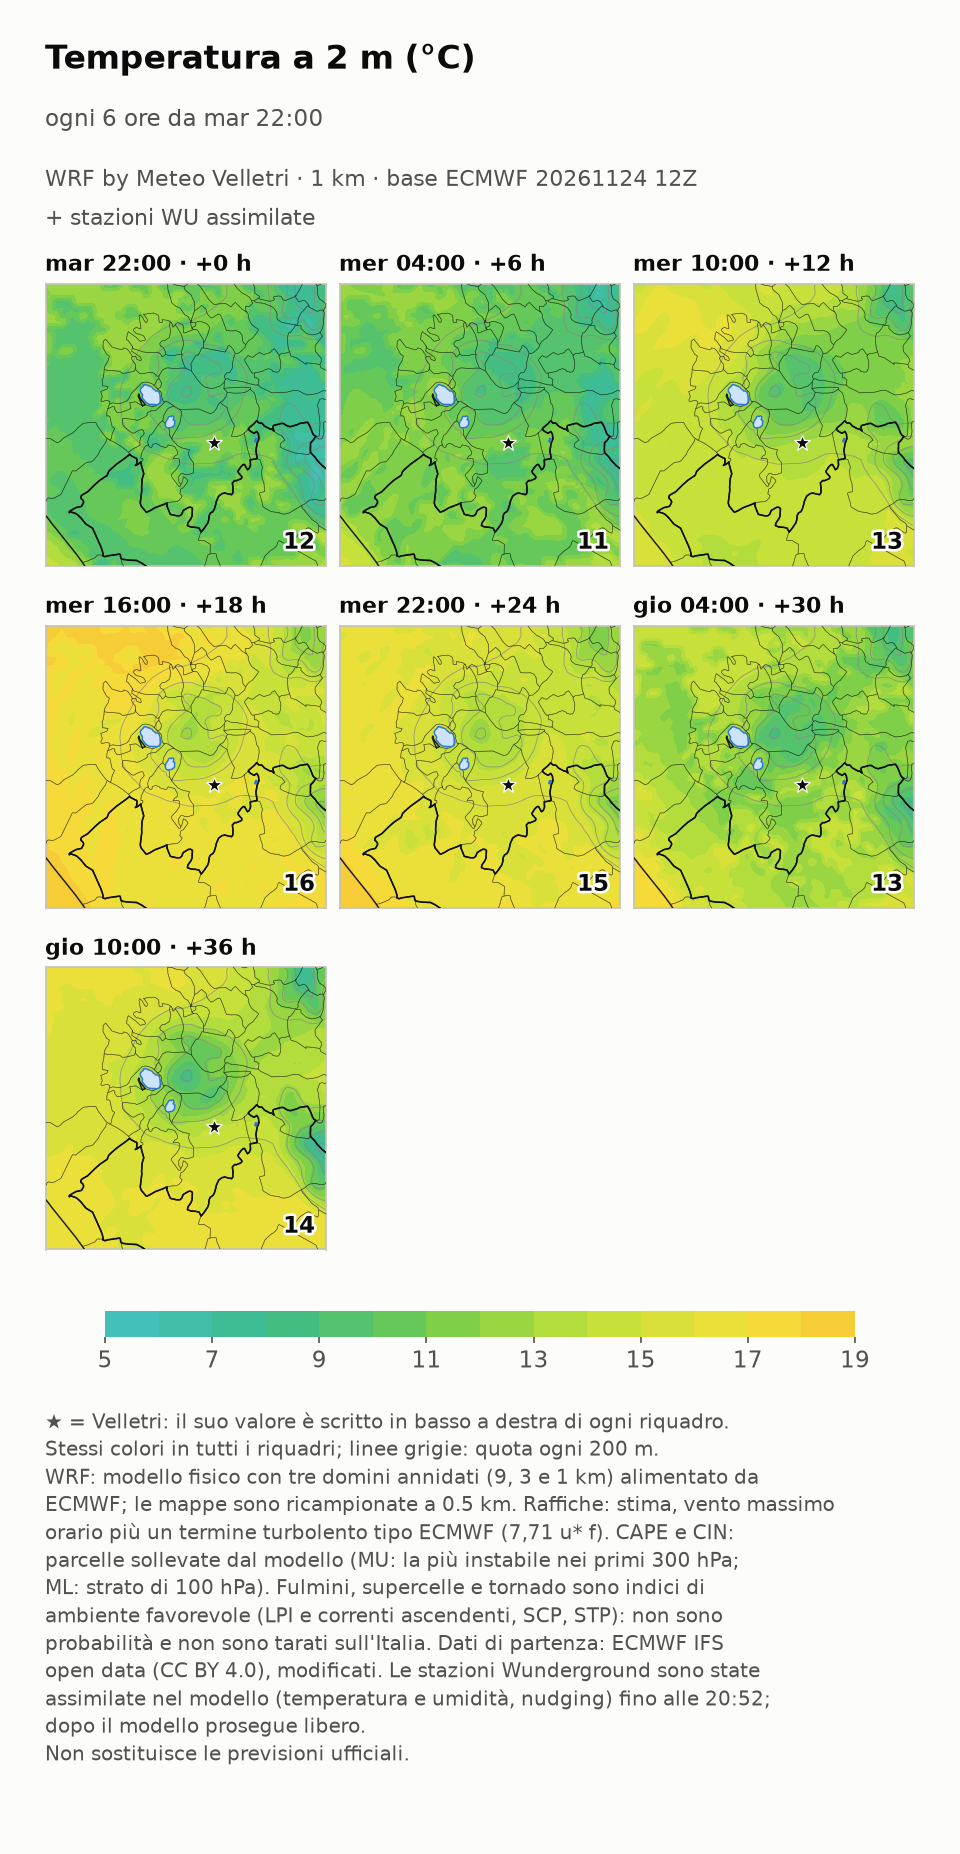 Temperatura a 2 m (°C)
ogni 6 ore da mar 22:00
WRF by Meteo Velletri · 1 km · base ECMWF 20261124 12Z
+ stazioni WU assimilate
mar 22:00 · +0 h
mer 04:00 · +6 h
mer 10:00 · +12 h
12
11
13
mer 16:00 · +18 h
mer 22:00 · +24 h
gio 04:00 · +30 h
16
15
13
gio 10:00 · +36 h
14
5 7 9 11 13 15 17 19
★ = Velletri: il suo valore è scritto in basso a destra di ogni riquadro.
Stessi colori in tutti i riquadri; linee grigie: quota ogni 200 m.
WRF: modello fisico con tre domini annidati (9, 3 e 1 km) alimentato da
ECMWF; le mappe sono ricampionate a 0.5 km. Raffiche: stima, vento massimo
orario più un termine turbolento tipo ECMWF (7,71 u* f). CAPE e CIN:
parcelle sollevate dal modello (MU: la più instabile nei primi 300 hPa;
ML: strato di 100 hPa). Fulmini, supercelle e tornado sono indici di
ambiente favorevole (LPI e correnti ascendenti, SCP, STP): non sono
probabilità e non sono tarati sull'Italia. Dati di partenza: ECMWF IFS
open data (CC BY 4.0), modificati. Le stazioni Wunderground sono state
assimilate nel modello (temperatura e umidità, nudging) fino alle 20:52;
dopo il modello prosegue libero.
Non sostituisce le previsioni ufficiali.